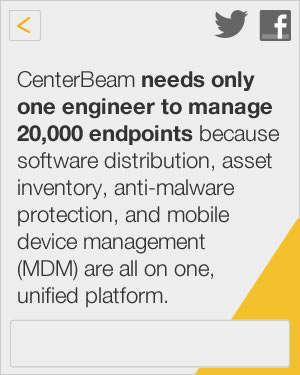 CenterBeam needs only
one engineer to manage
20,000 endpoints because
software distribution, asset
inventory, anti-malware
protection, and mobile
device management
(MDM) are all on one,
unified platform.